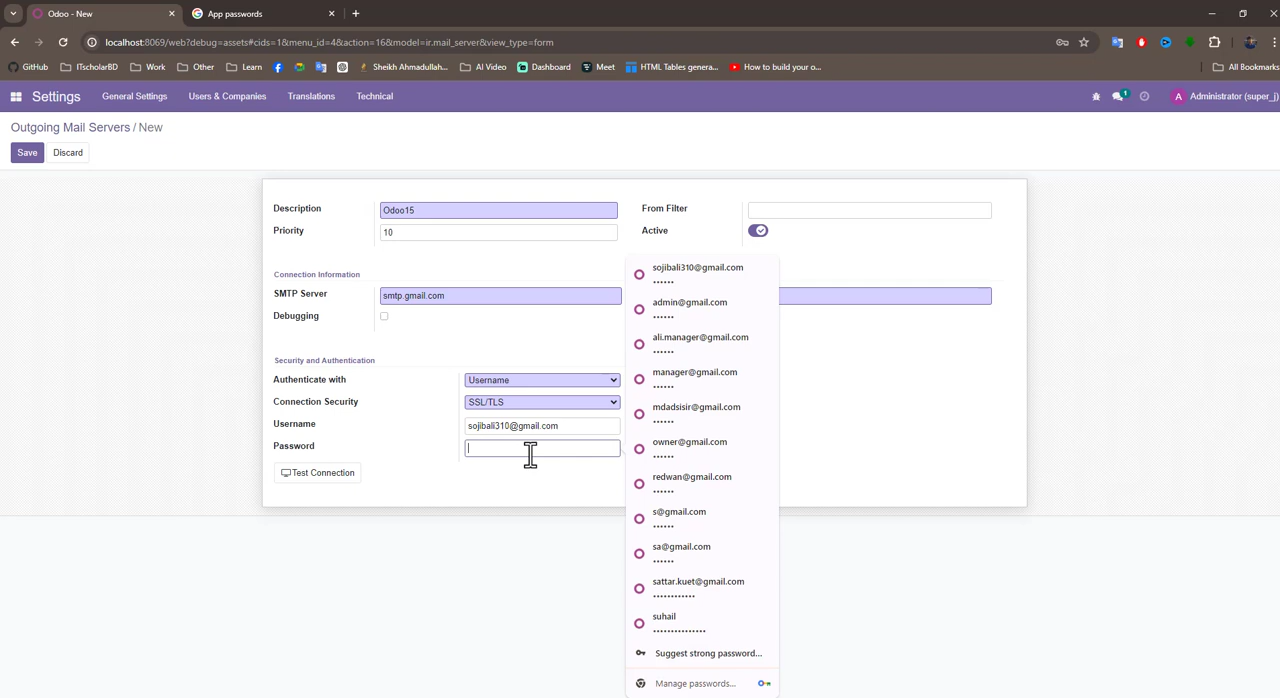 Odoo - New
App passwords
localhost:8069/web?debug=assets#cids=1&menu_id=4&action=16&model=ir.mail_server&view_type=form
GitHub
ITscholarBD
Work
Other
Learn
Sheikh Ahmadullah...
AI Video
Dashboard
Meet
HTML Tables genera...
How to build your o...
All Bookmarks
Settings
General Settings
Users & Companies
Translations
Technical
1
A
Administrator (super_j)
Outgoing Mail Servers / New
Save
Discard
Description
Odoo15
From Filter
Priority
10
Active
Connection Information
SMTP Server
smtp.gmail.com
Debugging
Security and Authentication
Authenticate with
Username
Connection Security
SSL/TLS
Username
sojibali310@gmail.com
Password
Test Connection
sojibali310@gmail.com
••••••
admin@gmail.com
••••••
ali.manager@gmail.com
••••••
manager@gmail.com
••••••
mdadsisir@gmail.com
••••••
owner@gmail.com
••••••
redwan@gmail.com
••••••
s@gmail.com
••••••
sa@gmail.com
••••••
sattar.kuet@gmail.com
••••••••••••
suhail
•••••••••••••••
Suggest strong password...
Manage passwords...